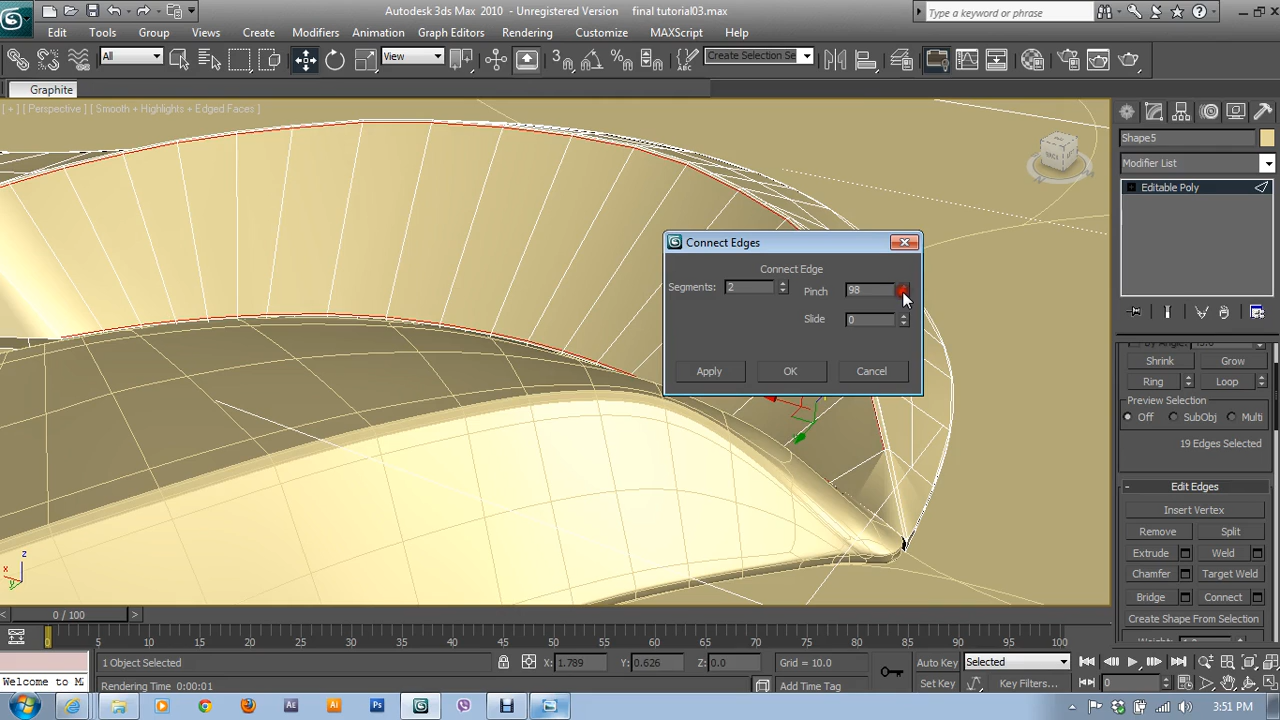 Autodesk 3ds Max 2010 - Unregistered Version final tutorial03.max
Type a keyword or phrase
Edit Tools Group Views Create Modifiers Animation Graph Editors Rendering Customize MAXScript Help
All View Create Selection Se
Graphite
[ + ] [ Perspective ] [ Smooth + Highlights + Edged Faces ]
Shape5
Modifier List
Editable Poly
Connect Edges
Connect Edge
Segments: 2 Pinch 98
Slide 0
Apply OK Cancel
Shrink Grow
Ring Loop
Preview Selection
Off SubObj Multi
19 Edges Selected
- Edit Edges
Insert Vertex
Remove Split
Extrude Weld
Chamfer Target Weld
Bridge Connect
Create Shape From Selection
z
x
y
< 0 / 100 >
0 5 10 15 20 25 30 35 40 45 50 55 60 65 70 75 80 85 90 95 100
1 Object Selected X: 1.789 Y: 0.626 Z: 0.0 Grid = 10.0 Auto Key Selected
Welcome to M Rendering Time 0:00:01 Add Time Tag Set Key Key Filters... 0
Ae Ai Ps 3:51 PM